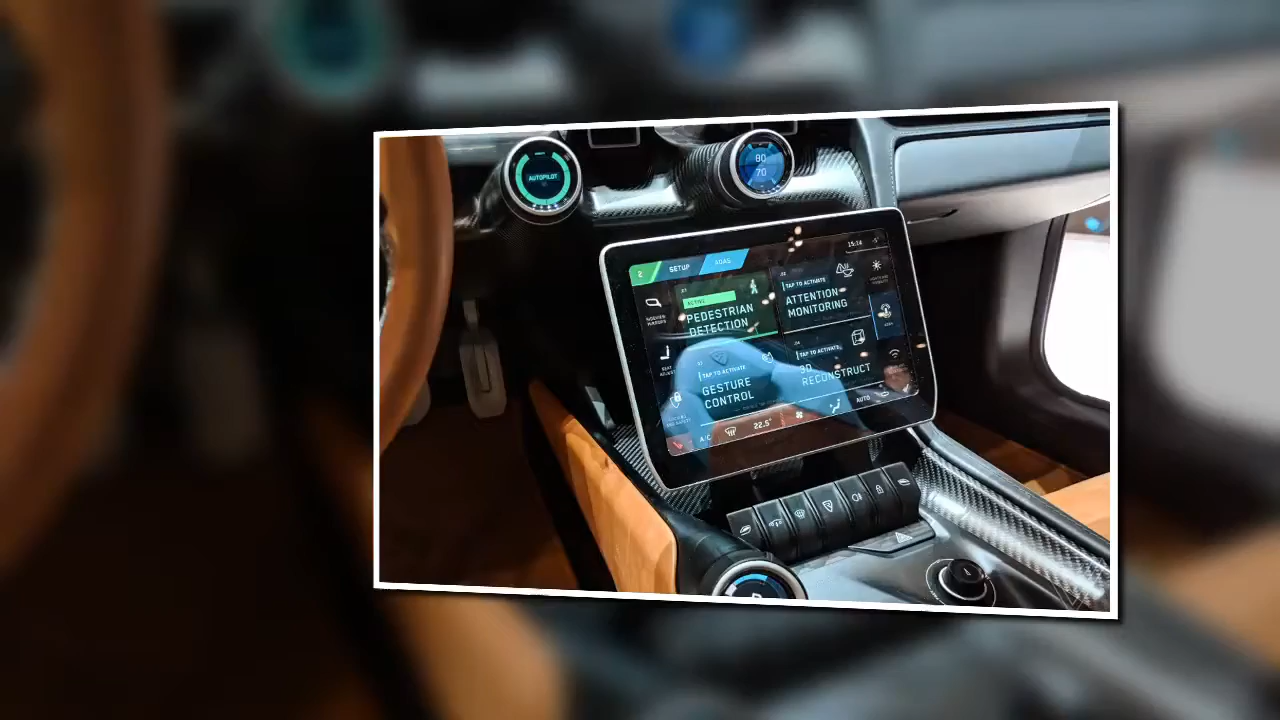 AUTOPILOT
80
70
2 SETUP ADAS
15:14
ACTIVE
PEDESTRIAN
DETECTION
TAP TO ACTIVATE
ATTENTION
MONITORING
TAP TO ACTIVATE
GESTURE
CONTROL
TAP TO ACTIVATE
3D
RECONSTRUCT
A/C
22.5°
AUTO